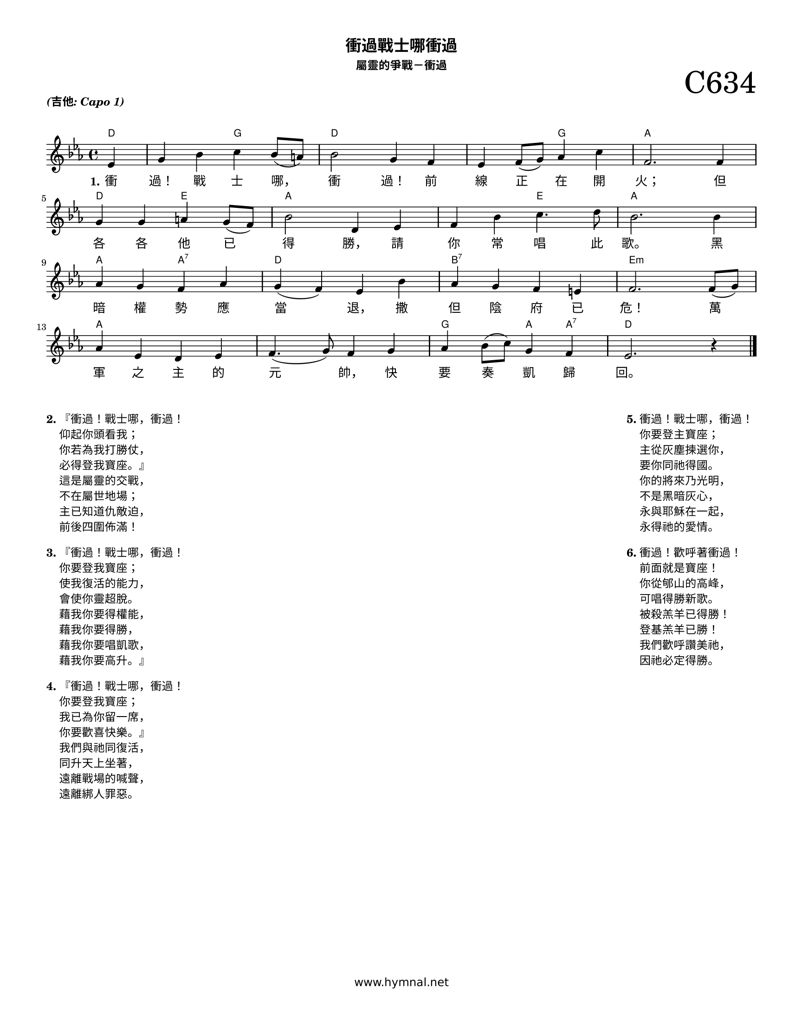 衝過戰士哪衝過
屬靈的爭戰－衝過
C634
(吉他: Capo 1)
D G D G A
1. 衝 過！ 戰 士 哪， 衝 過！ 前 線 正 在 開 火； 但
5
D E A E A
各 各 他 已 得 勝， 請 你 常 唱 此 歌。 黑
9
A A7 D B7 Em
暗 權 勢 應 當 退， 撒 但 陰 府 已 危！ 萬
13
A G A A7 D
軍 之 主 的 元 帥， 快 要 奏 凱 歸 回。
2. 『衝過！戰士哪，衝過！
仰起你頭看我；
你若為我打勝仗，
必得登我寶座。』
這是屬靈的交戰，
不在屬世地場；
主已知道仇敵迫，
前後四圍佈滿！
3. 『衝過！戰士哪，衝過！
你要登我寶座；
使我復活的能力，
會使你靈超脫。
藉我你要得權能，
藉我你要得勝，
藉我你要唱凱歌，
藉我你要高升。』
4. 『衝過！戰士哪，衝過！
你要登我寶座；
我已為你留一席，
你要歡喜快樂。』
我們與祂同復活，
同升天上坐著，
遠離戰場的喊聲，
遠離綁人罪惡。
5. 衝過！戰士哪，衝過！
你要登主寶座；
主從灰塵揀選你，
要你同祂得國。
你的將來乃光明，
不是黑暗灰心，
永與耶穌在一起，
永得祂的愛情。
6. 衝過！歡呼著衝過！
前面就是寶座！
你從郇山的高峰，
可唱得勝新歌。
被殺羔羊已得勝！
登基羔羊已勝！
我們歡呼讚美祂，
因祂必定得勝。
www.hymnal.net